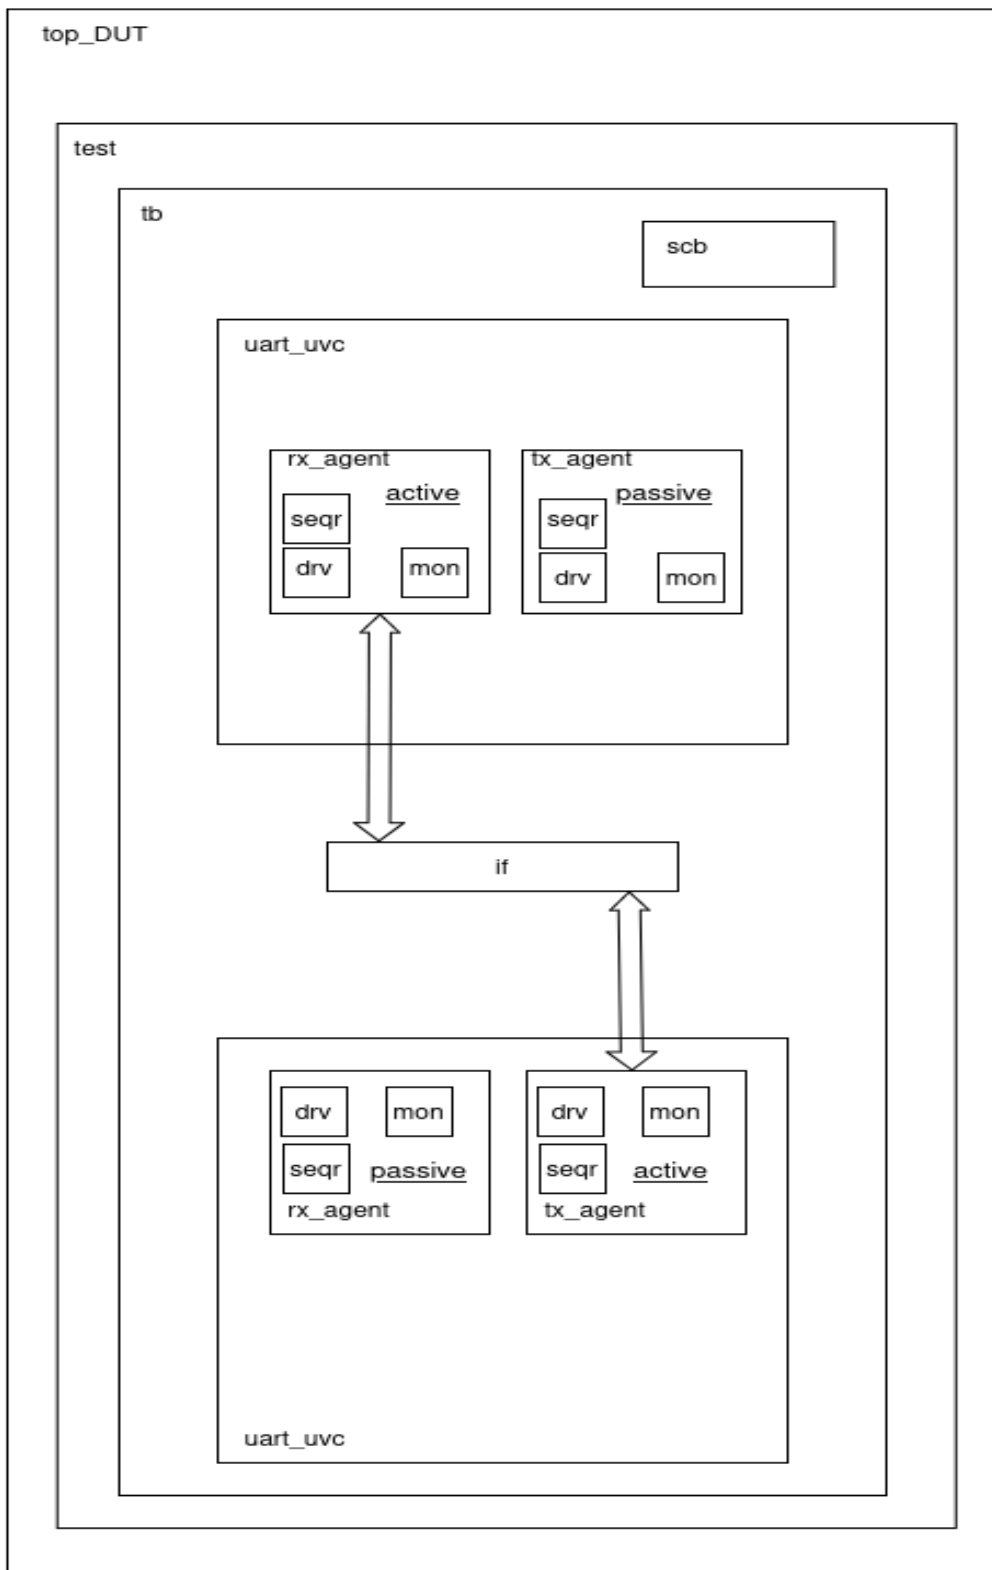 top_DUT
test
tb
scb
uart_uvc
rx_agent
active
seqr
drv
mon
tx_agent
passive
seqr
drv
mon
if
drv
mon
seqr
passive
rx_agent
drv
mon
seqr
active
tx_agent
uart_uvc